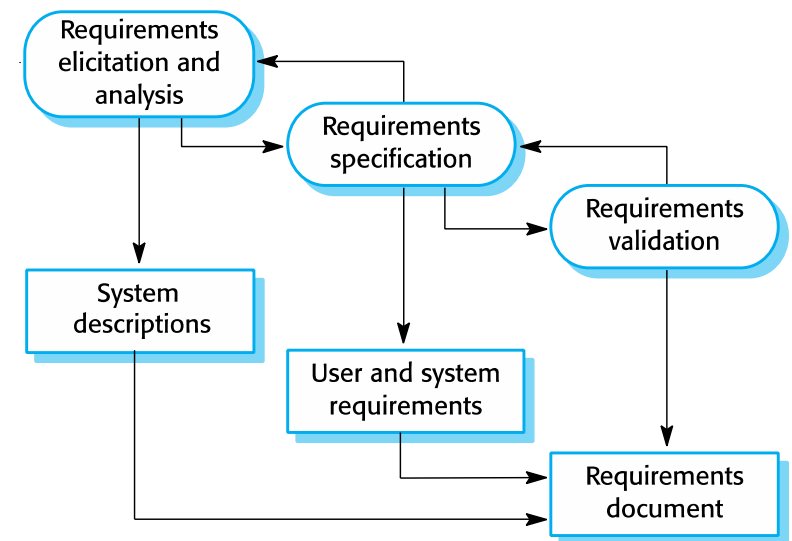 Requirements
elicitation and
analysis
Requirements
specification
Requirements
validation
System
descriptions
User and system
requirements
Requirements
document